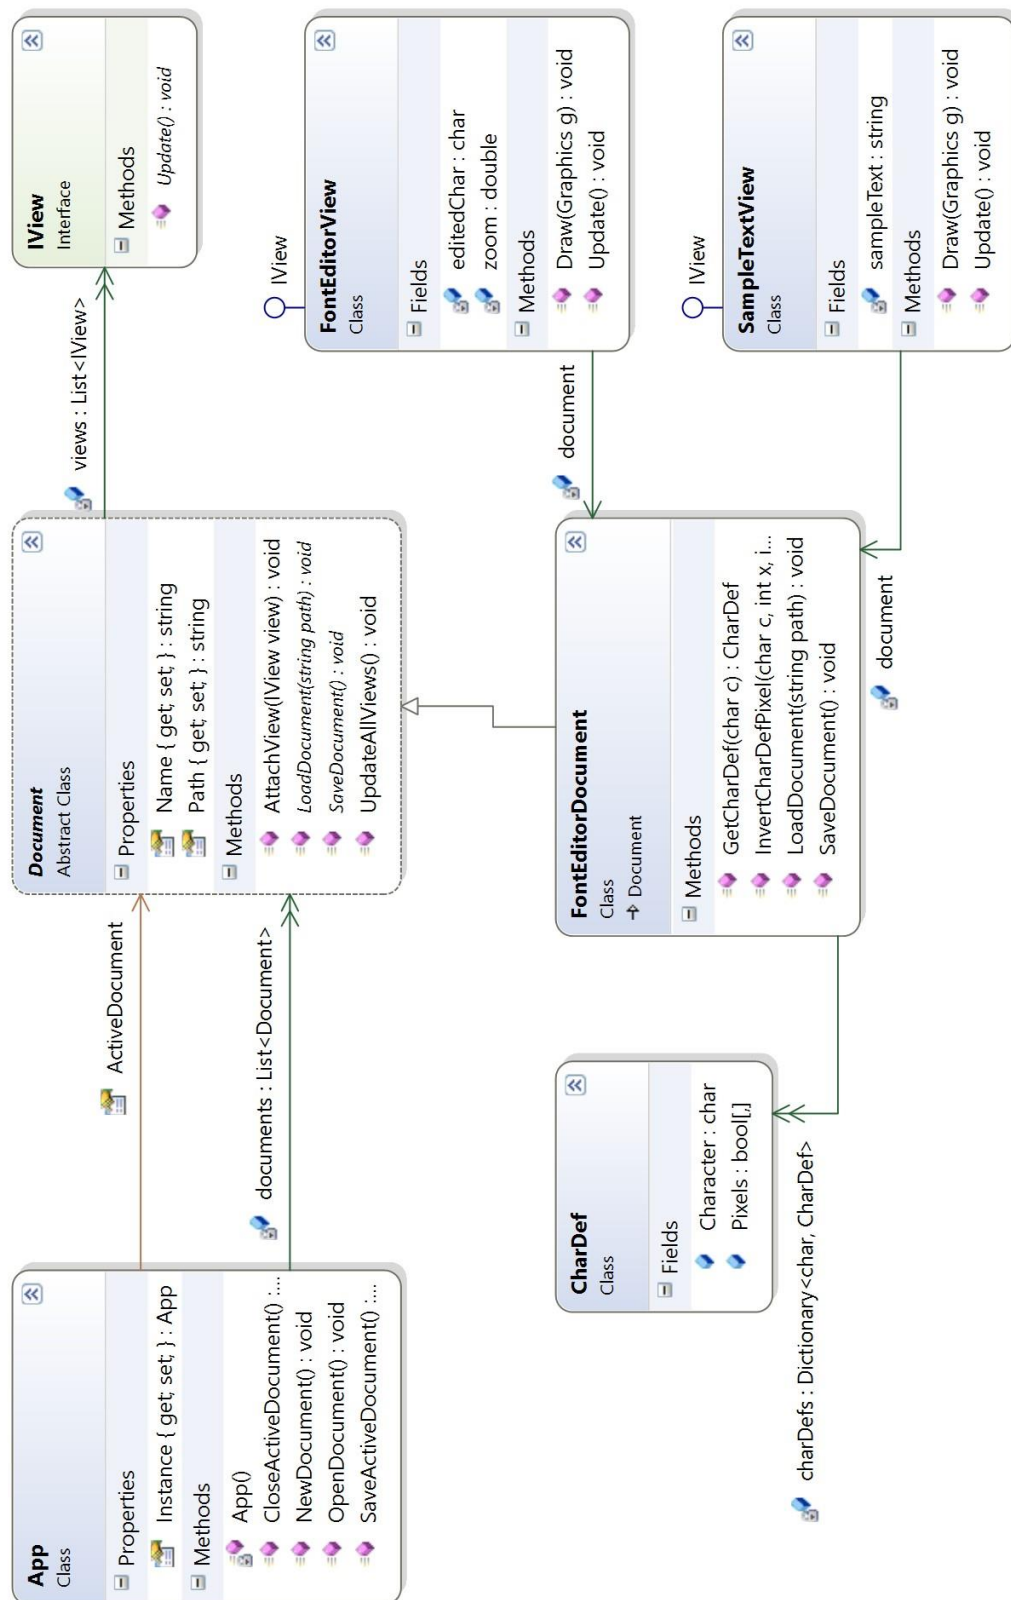 App
Class
Properties
Instance { get; set; } : App
Methods
App()
CloseActiveDocument() :...
NewDocument() : void
OpenDocument() : void
SaveActiveDocument() :...
ActiveDocument
documents : List<Document>
Document
Abstract Class
Properties
Name { get; set; } : string
Path { get; set; } : string
Methods
AttachView(IView view) : void
LoadDocument(string path) : void
SaveDocument() : void
UpdateAllViews() : void
views : List<IView>
IView
Interface
Methods
Update() : void
CharDef
Class
Fields
Character : char
Pixels : bool[,]
charDefs : Dictionary<char, CharDef>
FontEditorDocument
Class
Document
Methods
GetCharDef(char c) : CharDef
InvertCharDefPixel(char c, int x, i...
LoadDocument(string path) : void
SaveDocument() : void
document
IView
FontEditorView
Class
Fields
editedChar : char
zoom : double
Methods
Draw(Graphics g) : void
Update() : void
document
IView
SampleTextView
Class
Fields
sampleText : string
Methods
Draw(Graphics g) : void
Update() : void